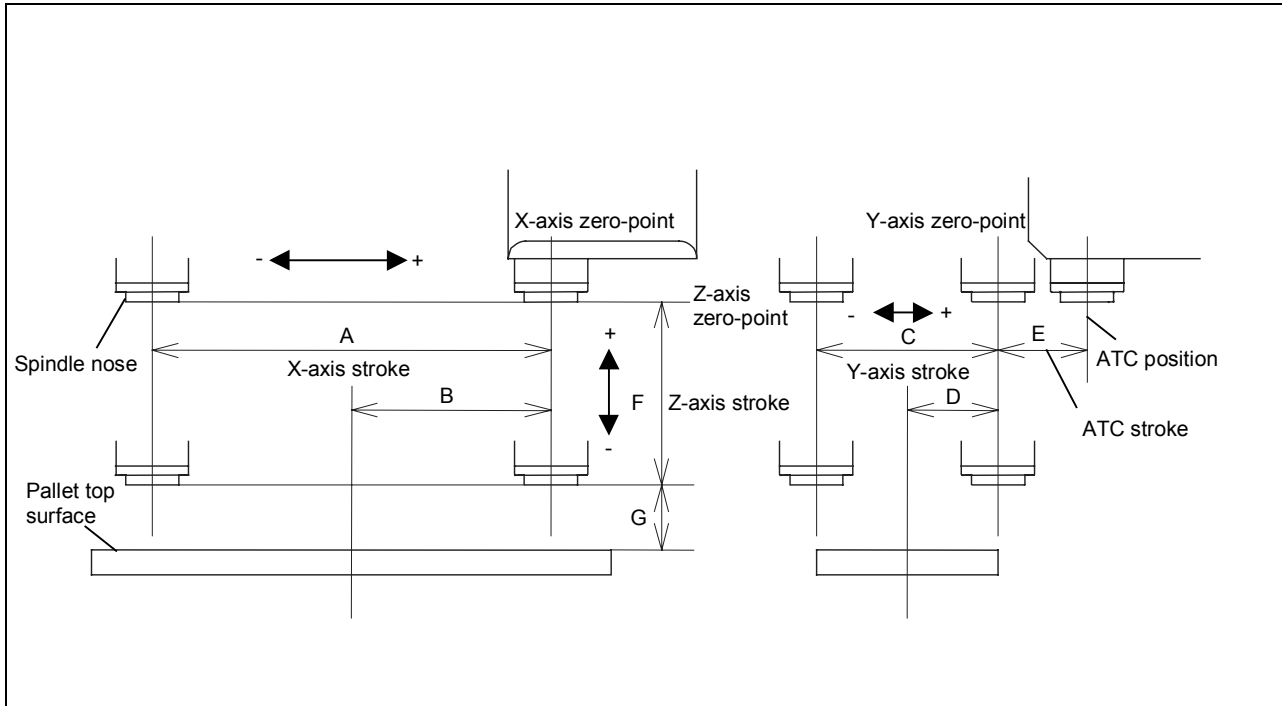 X-axis zero-point
Y-axis zero-point
-
+
Z-axis
zero-point
-
+
+
A
C
E
Spindle nose
ATC position
X-axis stroke
Y-axis stroke
B
F
Z-axis stroke
D
ATC stroke
-
Pallet top
surface
G